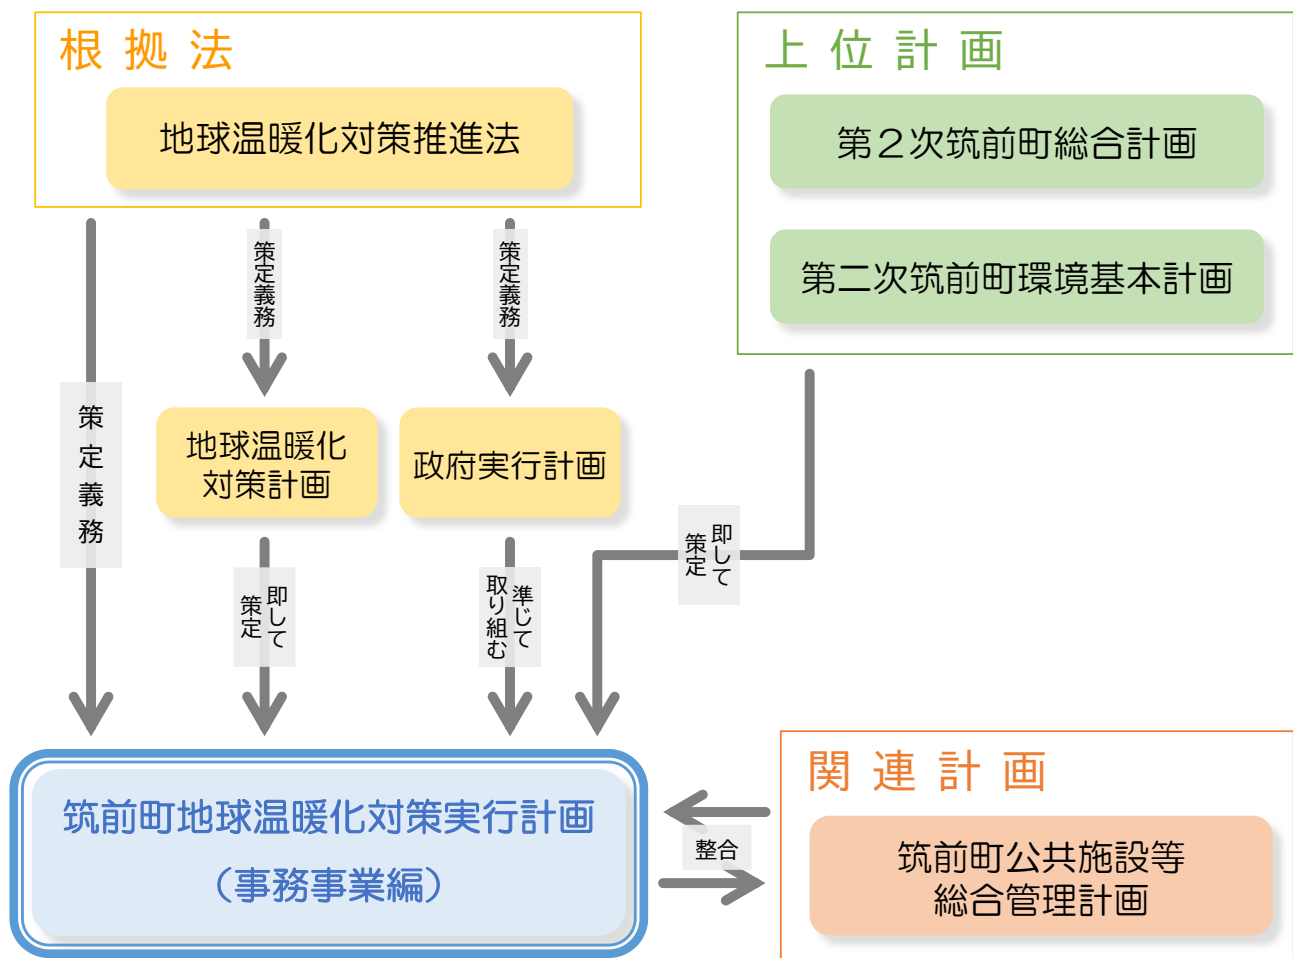 根拠法
地球温暖化対策推進法
上位計画
第２次筑前町総合計画
第二次筑前町環境基本計画
策定義務
策定義務
策定義務
地球温暖化
対策計画
政府実行計画
即して
策定
準じて
取り組む
即して
策定
筑前町地球温暖化対策実行計画
（事務事業編）
整合
関連計画
筑前町公共施設等
総合管理計画